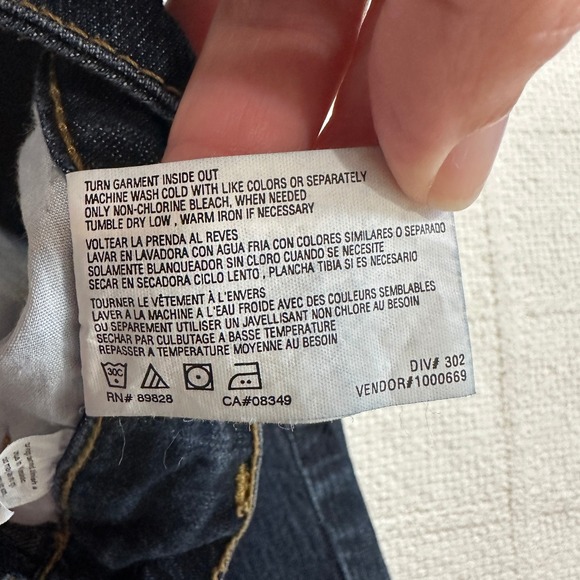 TURN GARMENT INSIDE OUT
MACHINE WASH COLD WITH LIKE COLORS OR SEPARATELY
ONLY NON-CHLORINE BLEACH, WHEN NEEDED
TUMBLE DRY LOW , WARM IRON IF NECESSARY
VOLTEAR LA PRENDA AL REVES
LAVAR EN LAVADORA CON AGUA FRIA CON COLORES SIMILARES O SEPARADO
SOLAMENTE BLANQUEADOR SIN CLORO CUANDO SE NECESITE
SECAR EN SECADORA CICLO LENTO , PLANCHA TIBIA SI ES NECESARIO
TOURNER LE VÊTEMENT À L'ENVERS
LAVER A LA MACHINE A L'EAU FROIDE AVEC DES COULEURS SEMBLABLES
OU SEPAREMENT UTILISER UN JAVELLISANT NON CHLORE AU BESOIN
SECHAR PAR CULBUTAGE A BASSE TEMPERATURE
REPASSER A TEMPERATURE MOYENNE AU BESOIN
30C
RN# 89828 CA#08349
DIV# 302
VENDOR#1000669